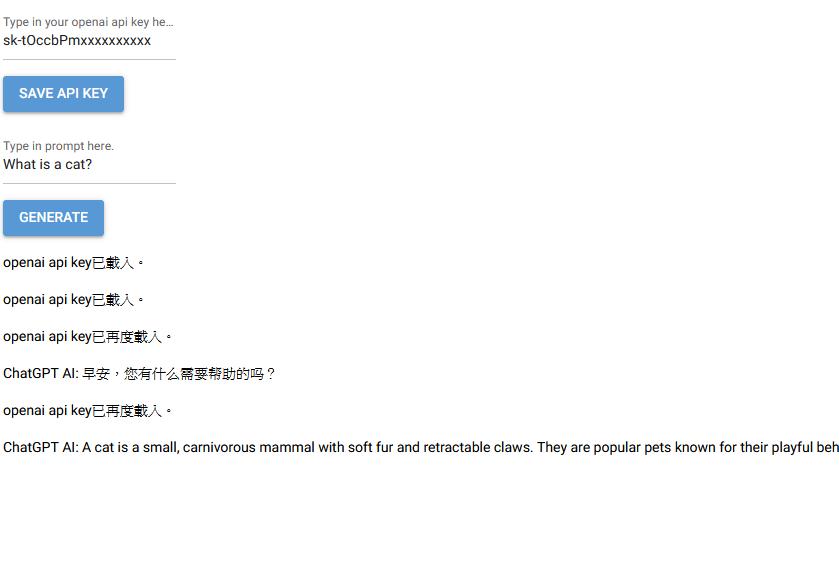 Type in your openai api key he...
sk-tOccbPmxxxxxxxxxx
SAVE API KEY
Type in prompt here.
What is a cat?
GENERATE
openai api key已載入。
openai api key已載入。
openai api key已再度載入。
ChatGPT AI: 早安，您有什么需要帮助的吗？
openai api key已再度載入。
ChatGPT AI: A cat is a small, carnivorous mammal with soft fur and retractable claws. They are popular pets known for their playful beh